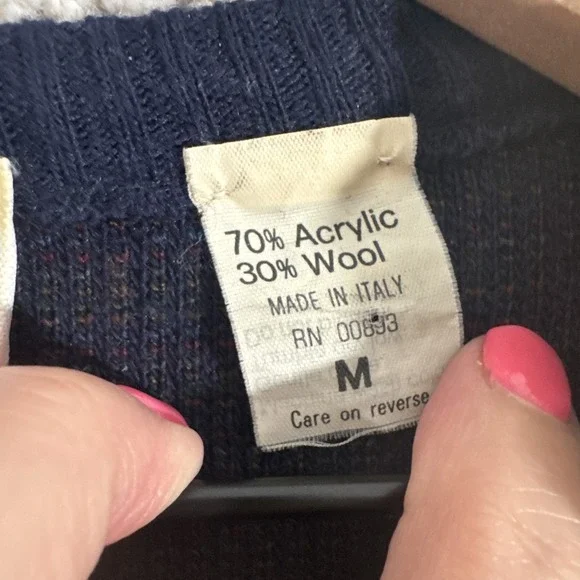 70% Acrylic
30% Wool
MADE IN ITALY
RN 00893
M
Care on reverse